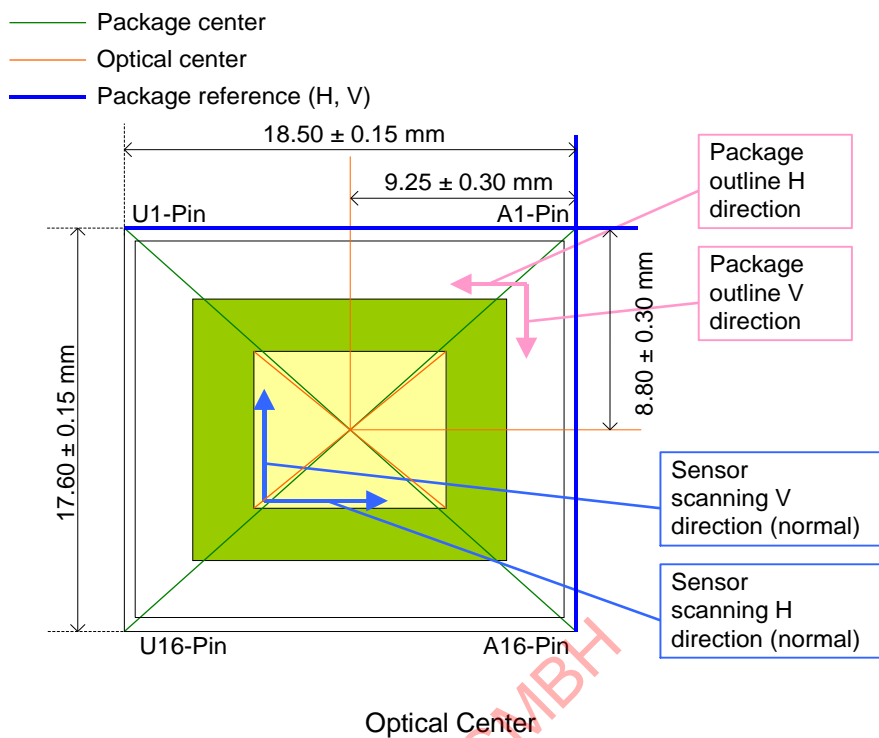 Package center
Optical center
Package reference (H, V)
18.50 ± 0.15 mm
9.25 ± 0.30 mm
Package
outline H
direction
U1-Pin
A1-Pin
Package
outline V
direction
8.80 ± 0.30 mm
17.60 ± 0.15 mm
Sensor
scanning V
direction (normal)
Sensor
scanning H
direction (normal)
U16-Pin
A16-Pin
Optical Center